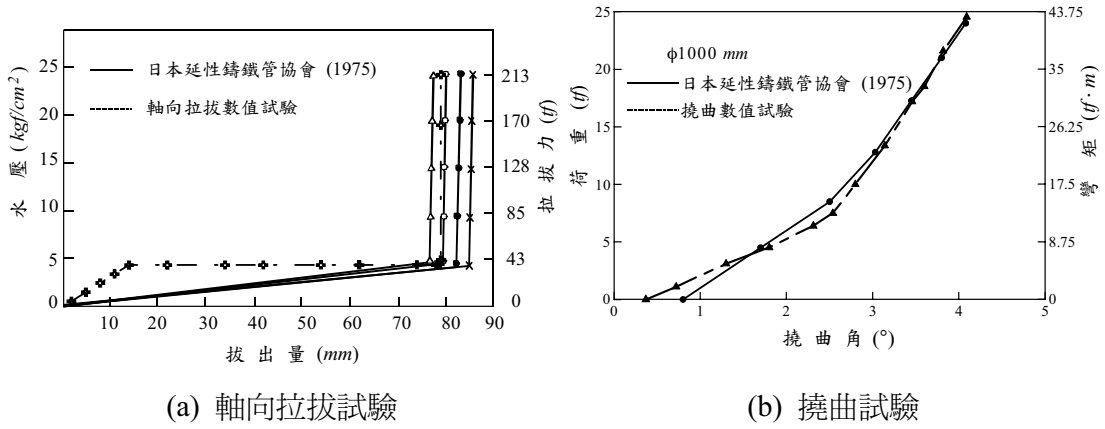 水 壓 (kgf/cm²)
25
20
15
10
5
0
日本延性鑄鐵管協會 (1975)
軸向拉拔數值試驗
213
170
128
85
43
0
拉 拔 力 (tf)
10 20 30 40 50 60 70 80 90
拔 出 量 (mm)
(a) 軸向拉拔試驗
荷 重 (tf)
25
20
15
10
5
0
ϕ1000 mm
日本延性鑄鐵管協會 (1975)
撓曲數值試驗
43.75
35
26.25
17.5
8.75
0
彎 矩 (tf · m)
0 1 2 3 4 5
撓 曲 角 (°)
(b) 撓曲試驗